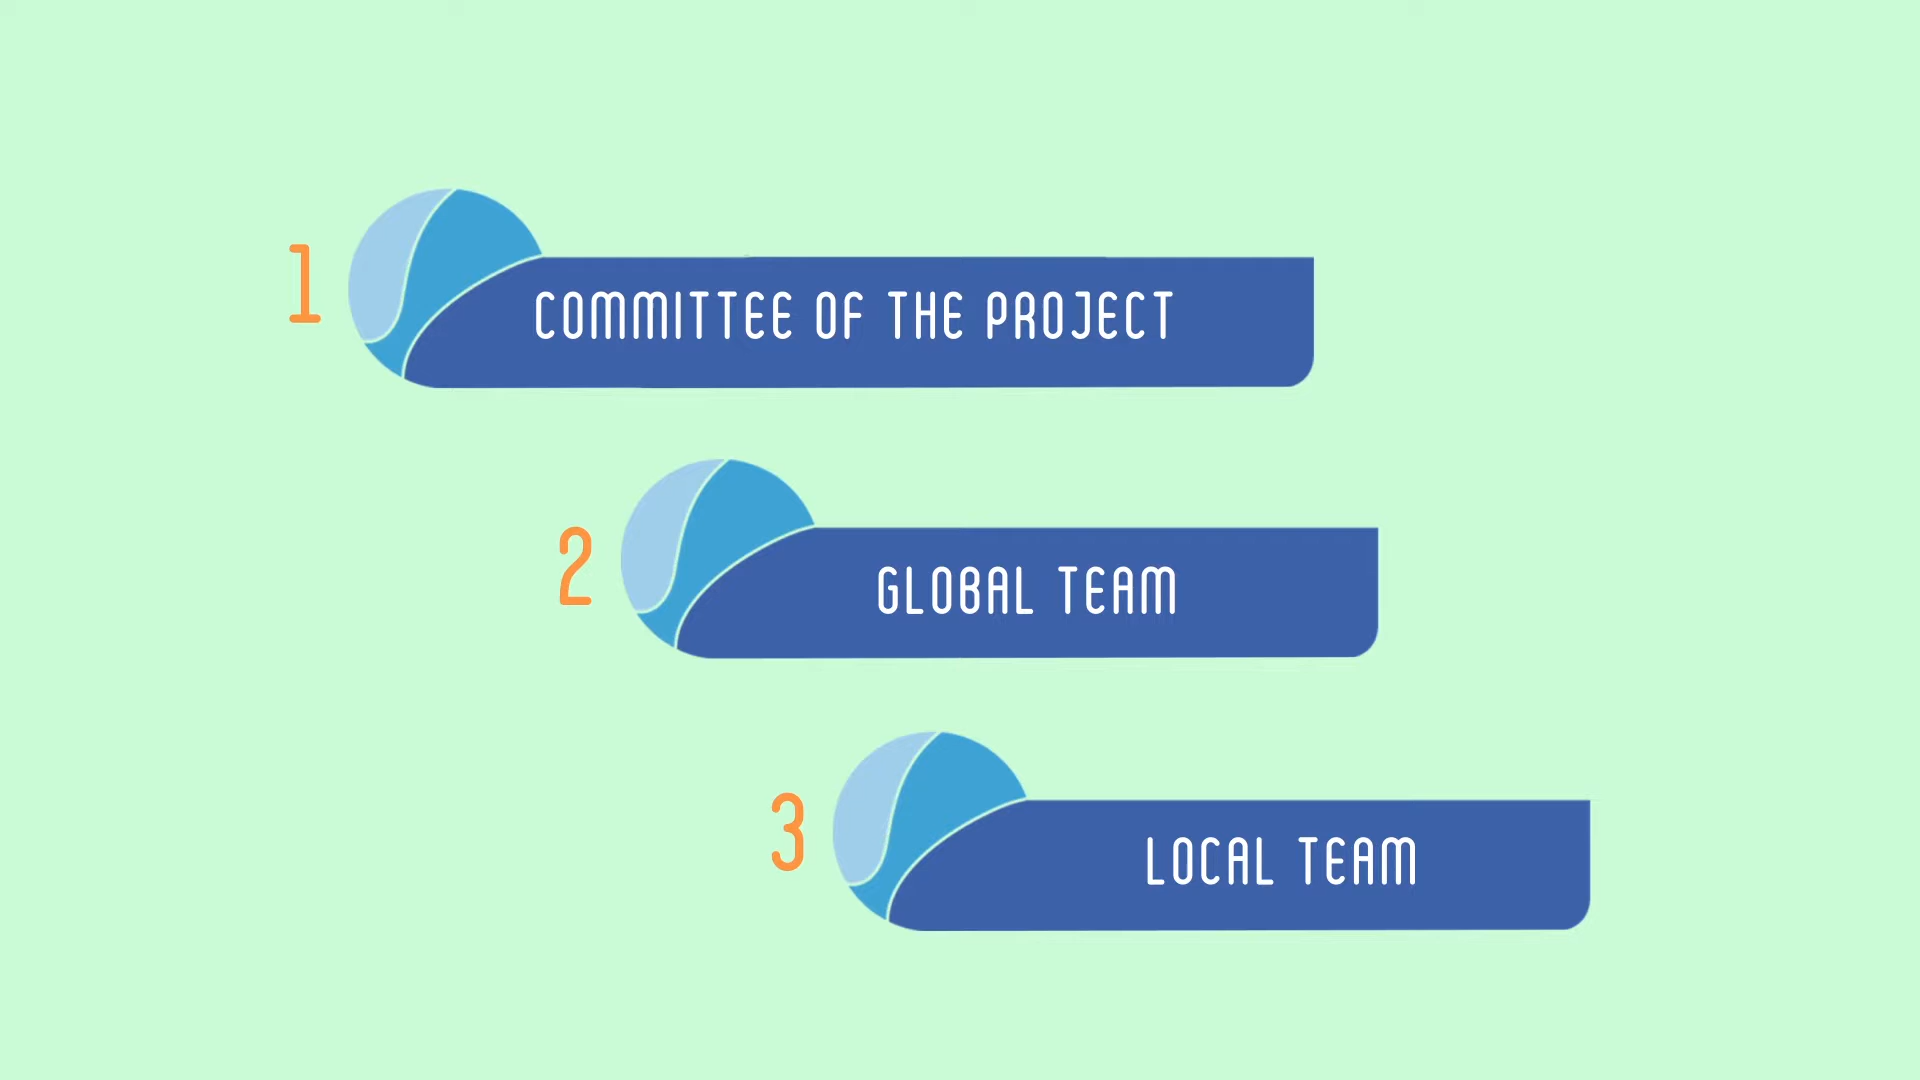 1
COMMITTEE OF THE PROJECT
2
GLOBAL TEAM
3
LOCAL TEAM